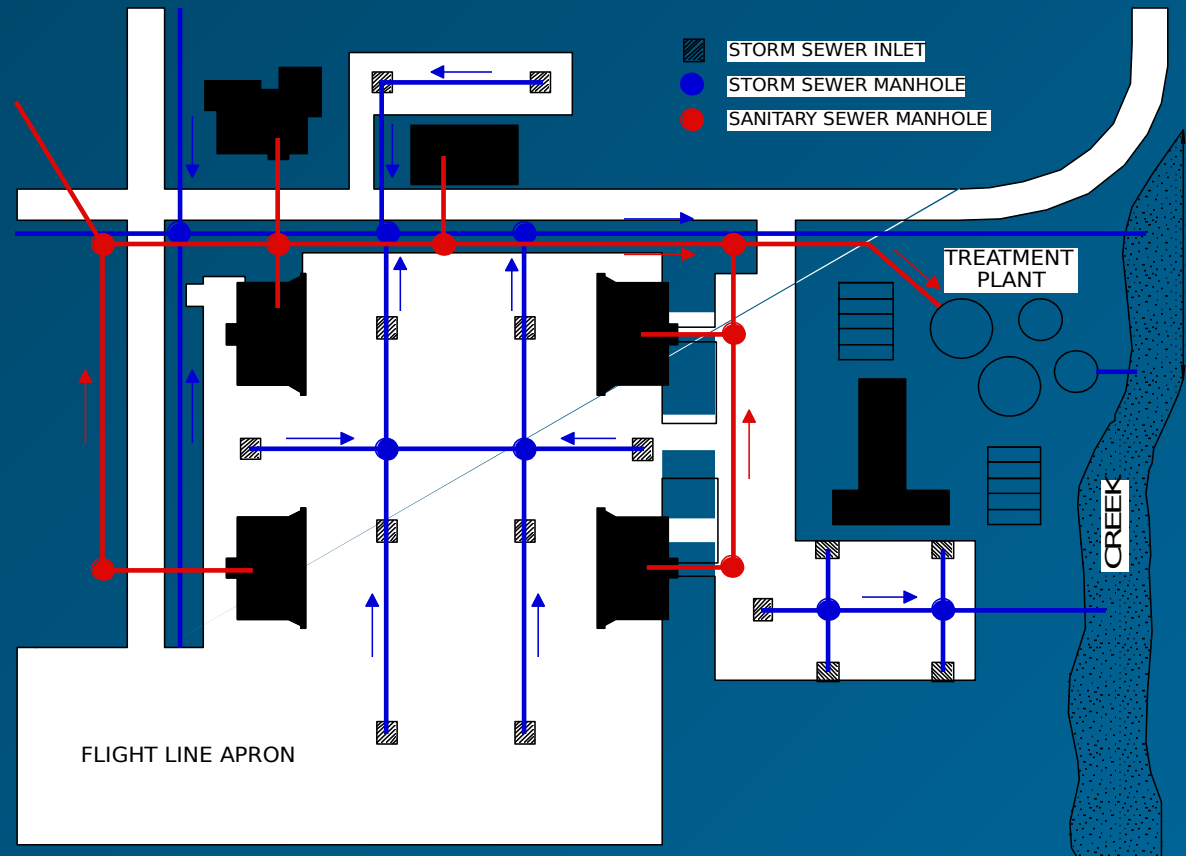 STORM SEWER INLET
STORM SEWER MANHOLE
SANITARY SEWER MANHOLE
TREATMENT
PLANT
CREEK
FLIGHT LINE APRON